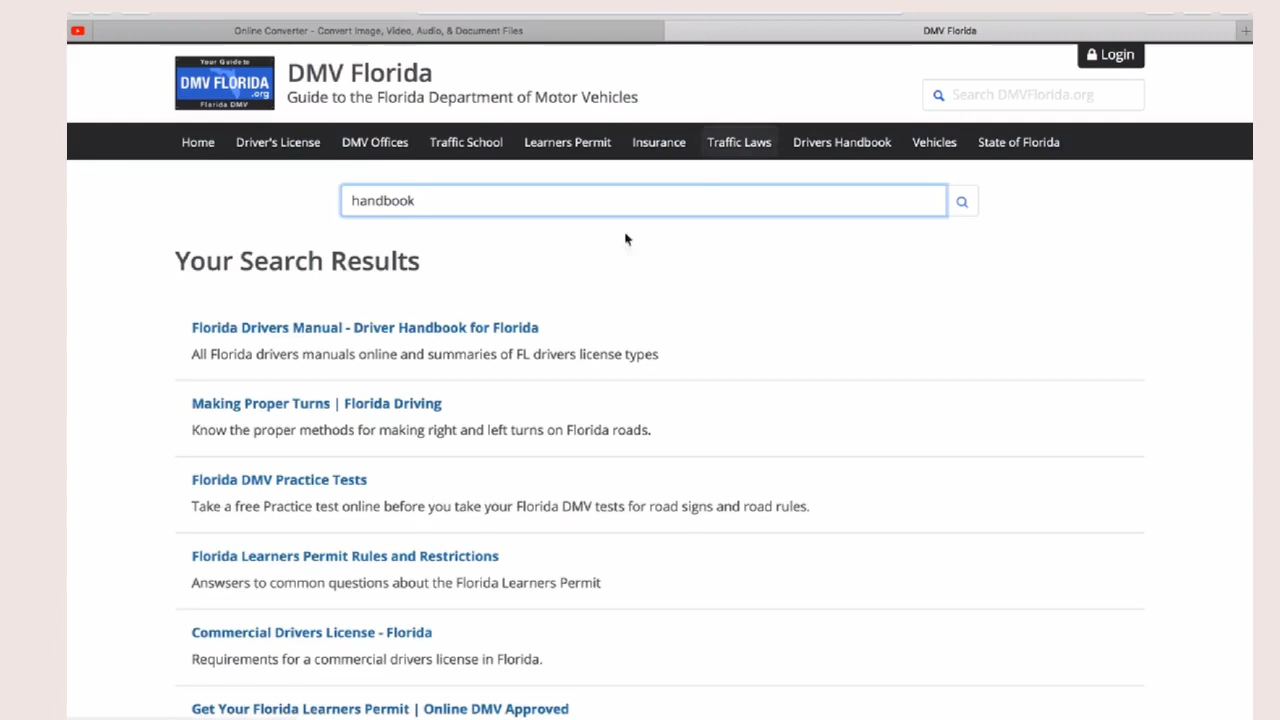 Online Converter - Convert Image, Video, Audio, & Document Files
DMV Florida
Login
Your Guide to
DMV FLORIDA
.org
Florida DMV
DMV Florida
Guide to the Florida Department of Motor Vehicles
Search DMVFlorida.org
Home Driver's License DMV Offices Traffic School Learners Permit Insurance Traffic Laws Drivers Handbook Vehicles State of Florida
handbook
Your Search Results
Florida Drivers Manual - Driver Handbook for Florida
All Florida drivers manuals online and summaries of FL drivers license types
Making Proper Turns | Florida Driving
Know the proper methods for making right and left turns on Florida roads.
Florida DMV Practice Tests
Take a free Practice test online before you take your Florida DMV tests for road signs and road rules.
Florida Learners Permit Rules and Restrictions
Answsers to common questions about the Florida Learners Permit
Commercial Drivers License - Florida
Requirements for a commercial drivers license in Florida.
Get Your Florida Learners Permit | Online DMV Approved